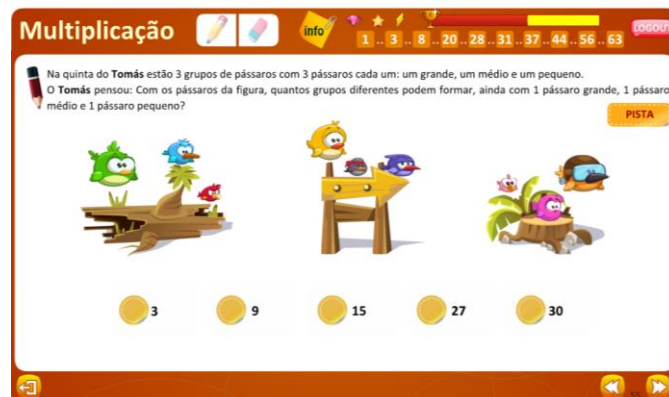 Multiplicação
info
1 .. 3 .. 8 .. 20 .. 28 .. 31 .. 37 .. 44 .. 56 .. 63
LOGOUT
Na quinta do Tomás estão 3 grupos de pássaros com 3 pássaros cada um: um grande, um médio e um pequeno.
O Tomás pensou: Com os pássaros da figura, quantos grupos diferentes podem formar, ainda com 1 pássaro grande, 1 pássaro
médio e 1 pássaro pequeno?
PISTA
3
9
15
27
30